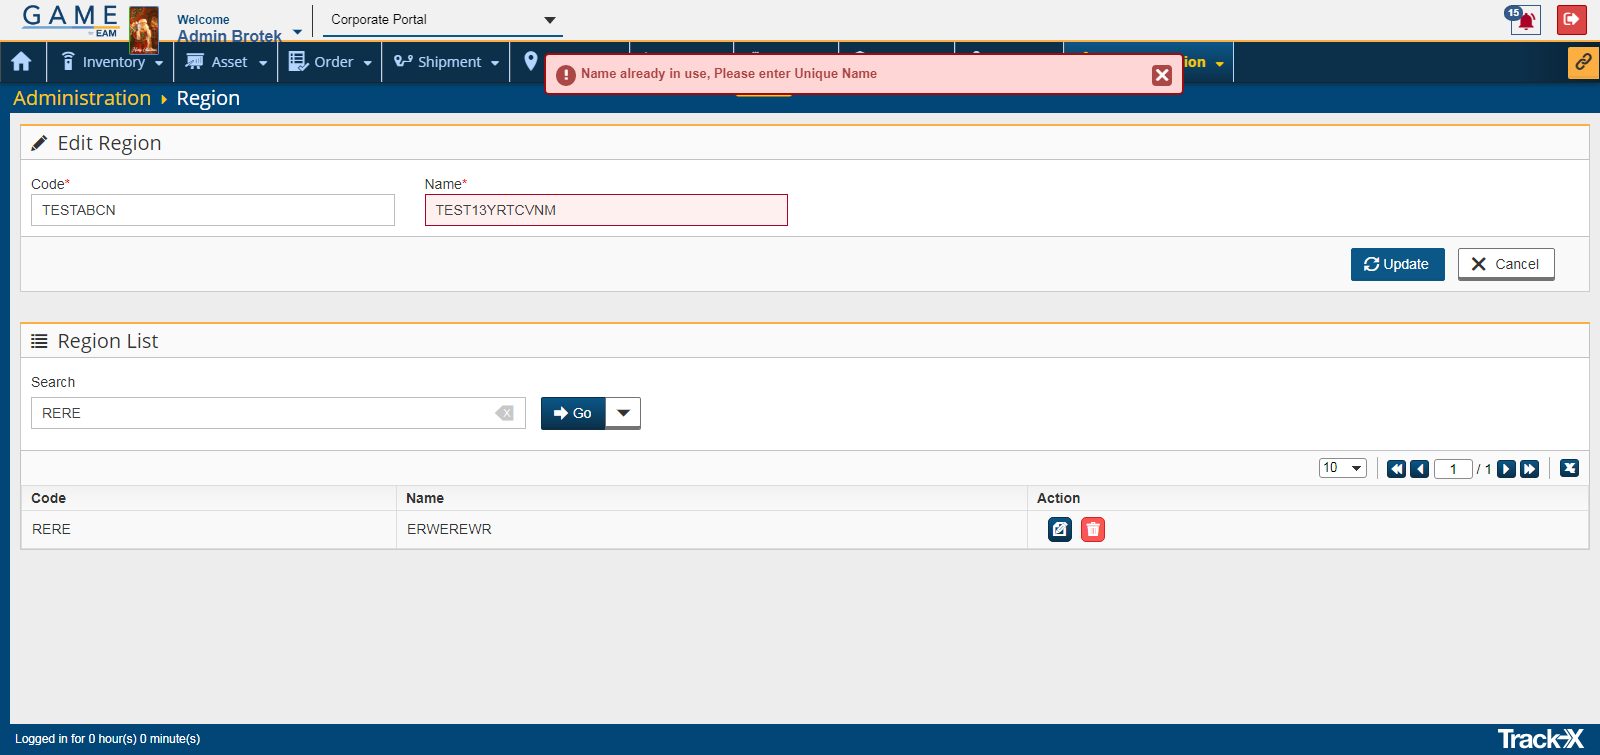 GAME
by EAM
Welcome
Admin Brotek
Corporate Portal
15
Inventory
Asset
Order
Shipment
ion
Name already in use, Please enter Unique Name
Administration
Region
Edit Region
Code*
Name*
TESTABCN
TEST13YRTCVNM
Update
Cancel
Region List
Search
RERE
Go
10
1
/ 1
Code
Name
Action
RERE
ERWEREWR
Logged in for 0 hour(s) 0 minute(s)
Track-X